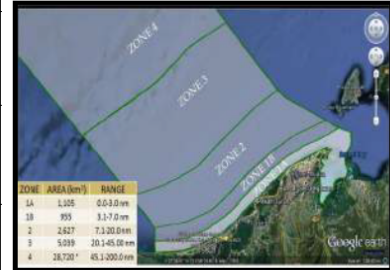 ZONE 4
ZONE 3
ZONE 2
ZONE 1B
ZONE 1A
ZONE AREA (km²) RANGE
1A 1,105 0.0-3.0 nm
1B 955 3.1-7.0 nm
2 2,627 7.1-20.0 nm
3 5,039 20.1-45.00 nm
4 28,720 * 45.1-200.0 nm
Google earth